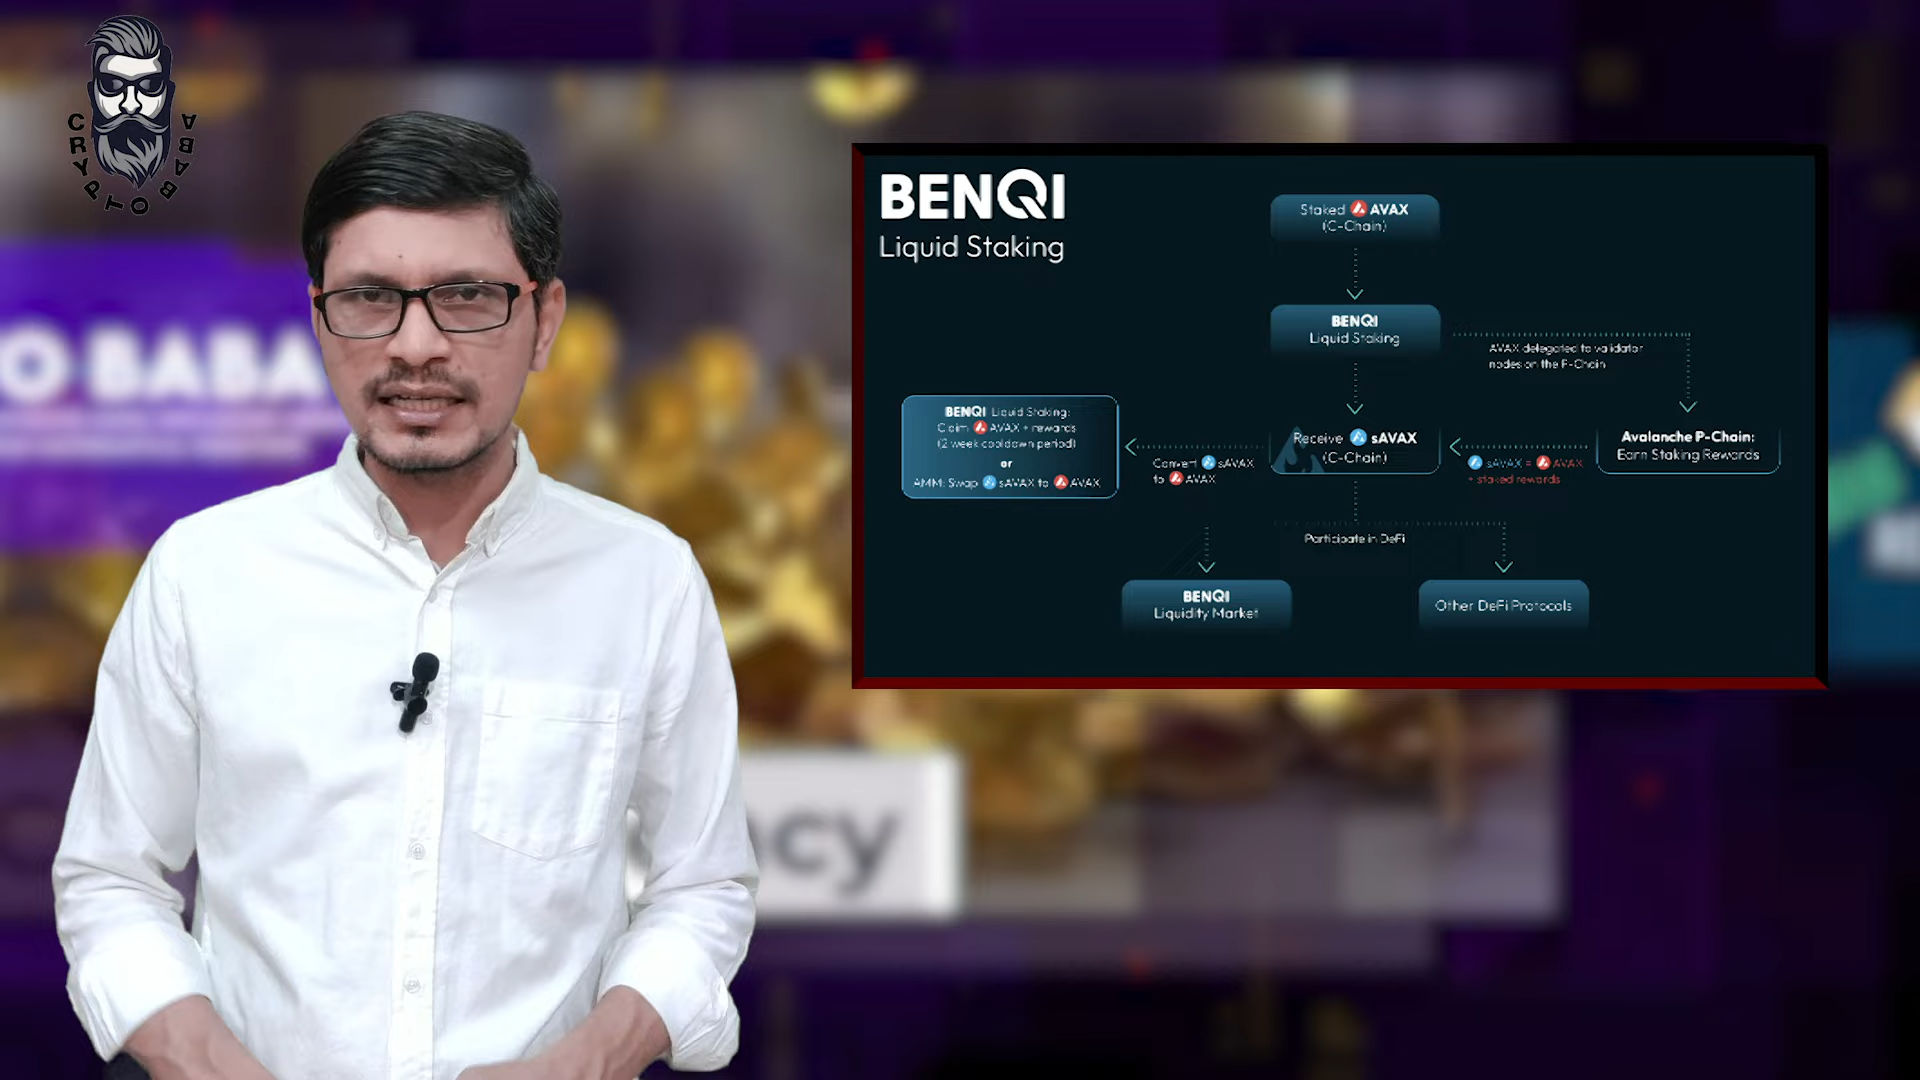 CRYPTO BABA
O BABA
BENQI
Liquid Staking
Staked AVAX
(C-Chain)
BENQI
Liquid Staking
AVAX delegated to validator
nodes on the P-Chain
BENQI Liquid Staking:
Claim AVAX + rewards
(2 week cooldown period)
or
AMM: Swap sAVAX to AVAX
Convert sAVAX
to AVAX
Receive sAVAX
(C-Chain)
sAVAX = AVAX
+ staked rewards
Avalanche P-Chain:
Earn Staking Rewards
Participate in DeFi
BENQI
Liquidity Market
Other DeFi Protocols
cy